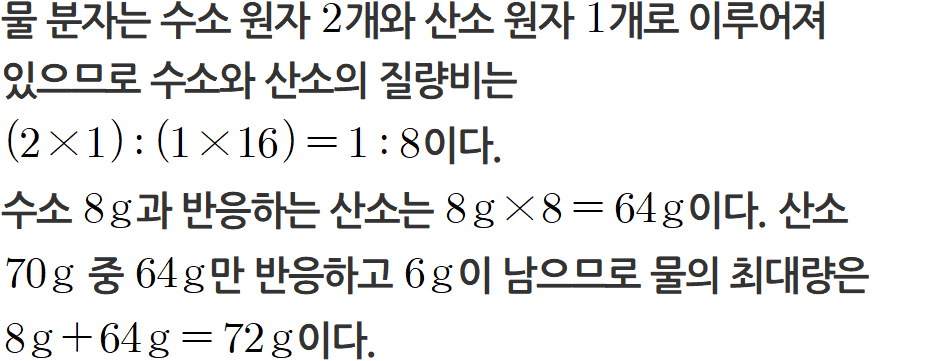 물 분자는 수소 원자 2개와 산소 원자 1개로 이루어져
있으므로 수소와 산소의 질량비는
(2×1):(1×16)=1:8이다.
수소 8g과 반응하는 산소는 8g×8=64g이다. 산소
70g 중 64g만 반응하고 6g이 남으므로 물의 최대량은
8g+64g=72g이다.